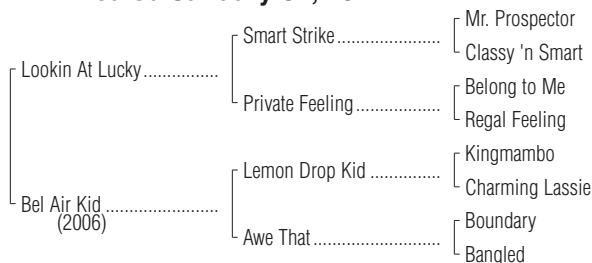 Mr. Prospector
Smart Strike....................
Classy 'n Smart
Lookin At Lucky...............
Belong to Me
Private Feeling.................
Regal Feeling
Kingmambo
Lemon Drop Kid ..............
Charming Lassie
Bel Air Kid ......................
(2006)
Boundary
Awe That.........................
Bangled